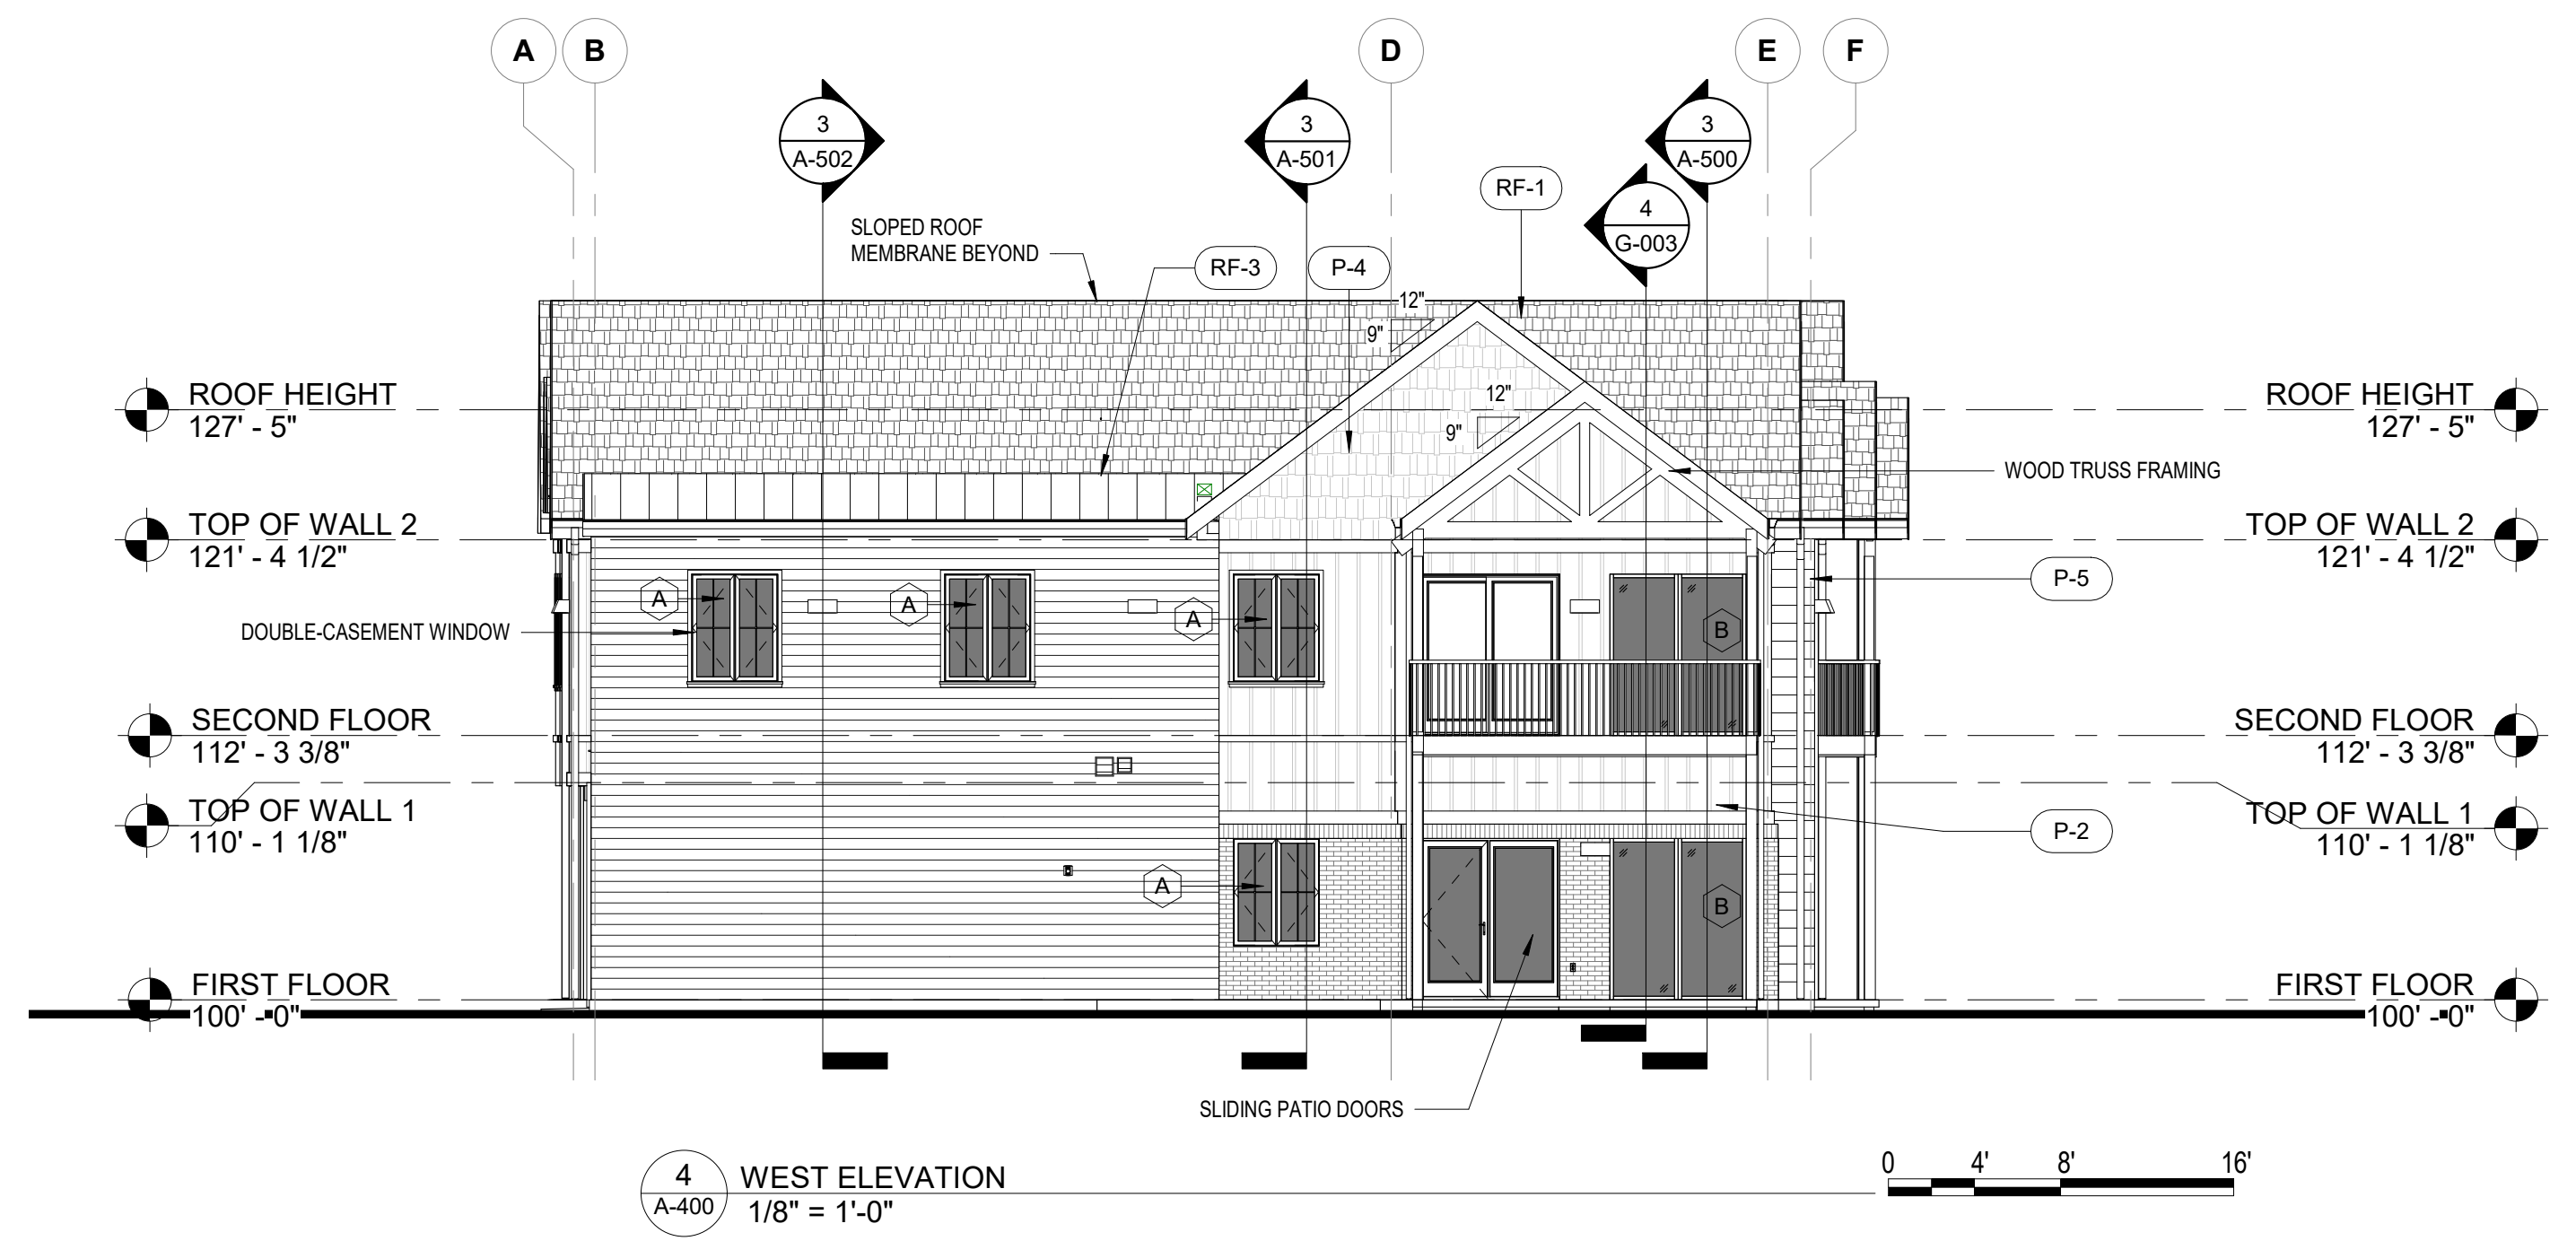 A
B
D
E
F
3
A-502
3
A-501
3
A-500
4
G-003
RF-1
SLOPED ROOF
MEMBRANE BEYOND
RF-3
P-4
12"
9"
12"
9"
ROOF HEIGHT
127' - 5"
ROOF HEIGHT
127' - 5"
WOOD TRUSS FRAMING
TOP OF WALL 2
121' - 4 1/2"
TOP OF WALL 2
121' - 4 1/2"
P-5
A
A
A
B
DOUBLE-CASEMENT WINDOW
SECOND FLOOR
112' - 3 3/8"
SECOND FLOOR
112' - 3 3/8"
TOP OF WALL 1
110' - 1 1/8"
TOP OF WALL 1
110' - 1 1/8"
P-2
A
B
FIRST FLOOR
100' - 0"
FIRST FLOOR
100' - 0"
SLIDING PATIO DOORS
4
A-400
WEST ELEVATION
1/8" = 1'-0"
0 4' 8' 16'